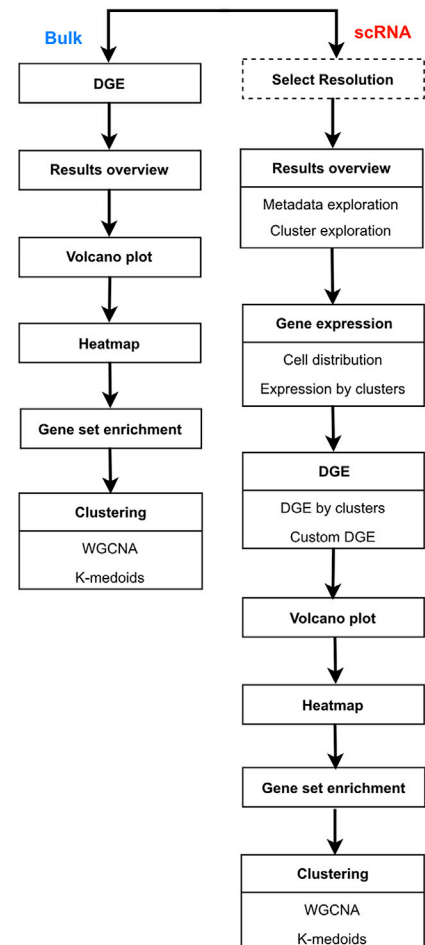 Bulk
DGE
Results overview
Volcano plot
Heatmap
Gene set enrichment
Clustering
WGCNA
K-medoids
scRNA
Select Resolution
Results overview
Metadata exploration
Cluster exploration
Gene expression
Cell distribution
Expression by clusters
DGE
DGE by clusters
Custom DGE
Volcano plot
Heatmap
Gene set enrichment
Clustering
WGCNA
K-medoids